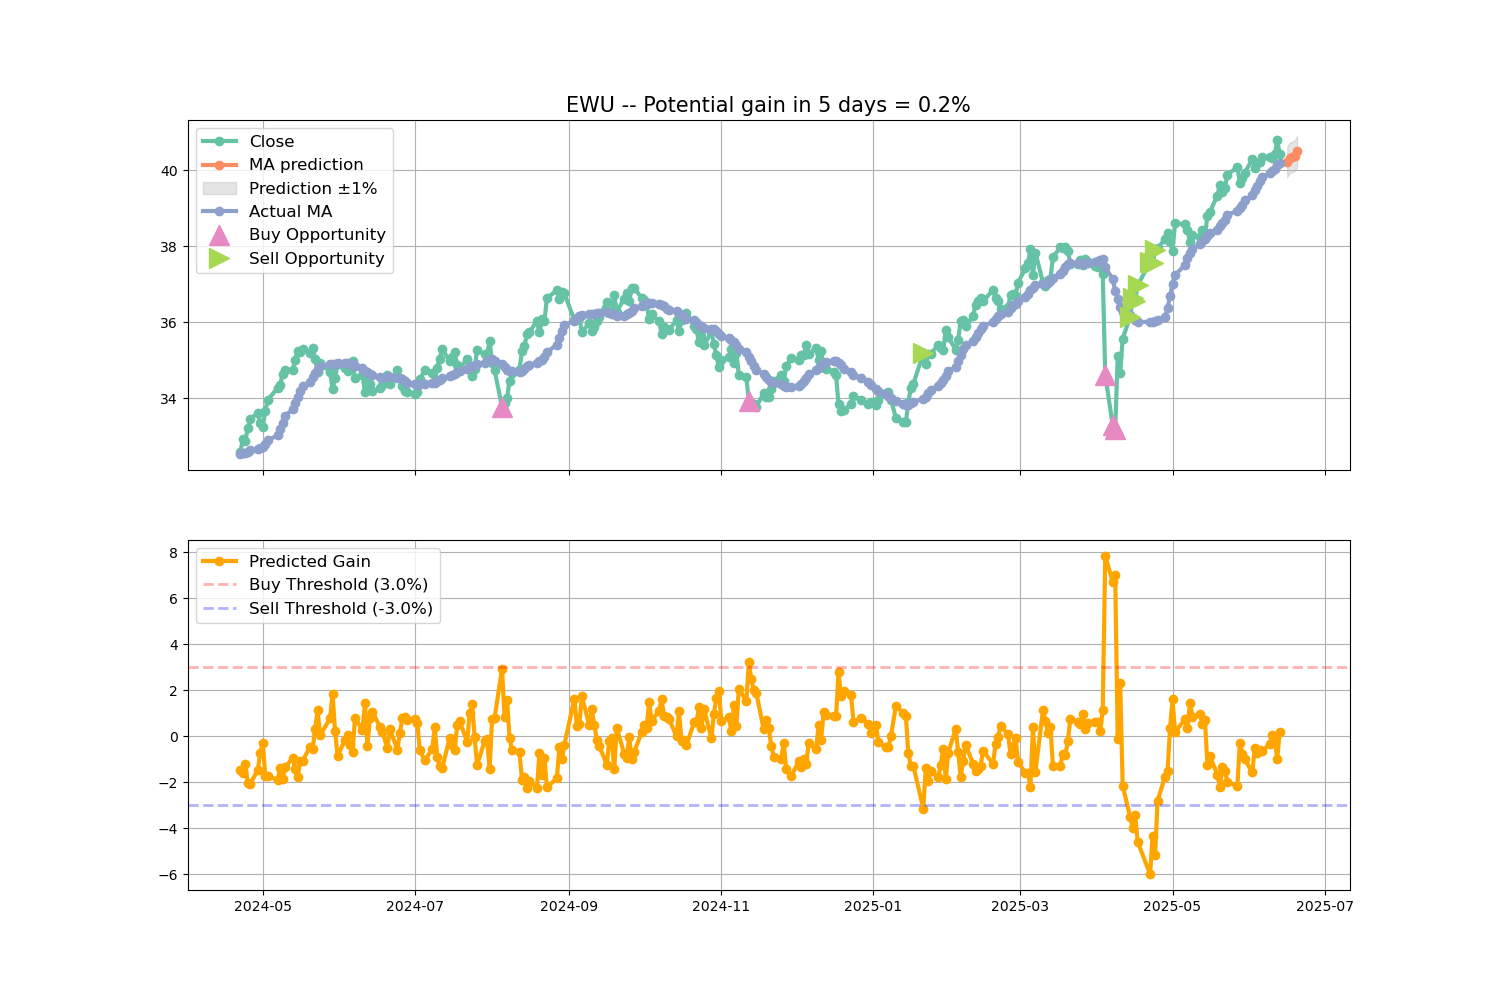 EWU -- Potential gain in 5 days = 0.2%
Close
MA prediction
Prediction ±1%
Actual MA
Buy Opportunity
Sell Opportunity
40
38
36
34
Predicted Gain
Buy Threshold (3.0%)
Sell Threshold (-3.0%)
8
6
4
2
0
−2
−4
−6
2024-05
2024-07
2024-09
2024-11
2025-01
2025-03
2025-05
2025-07